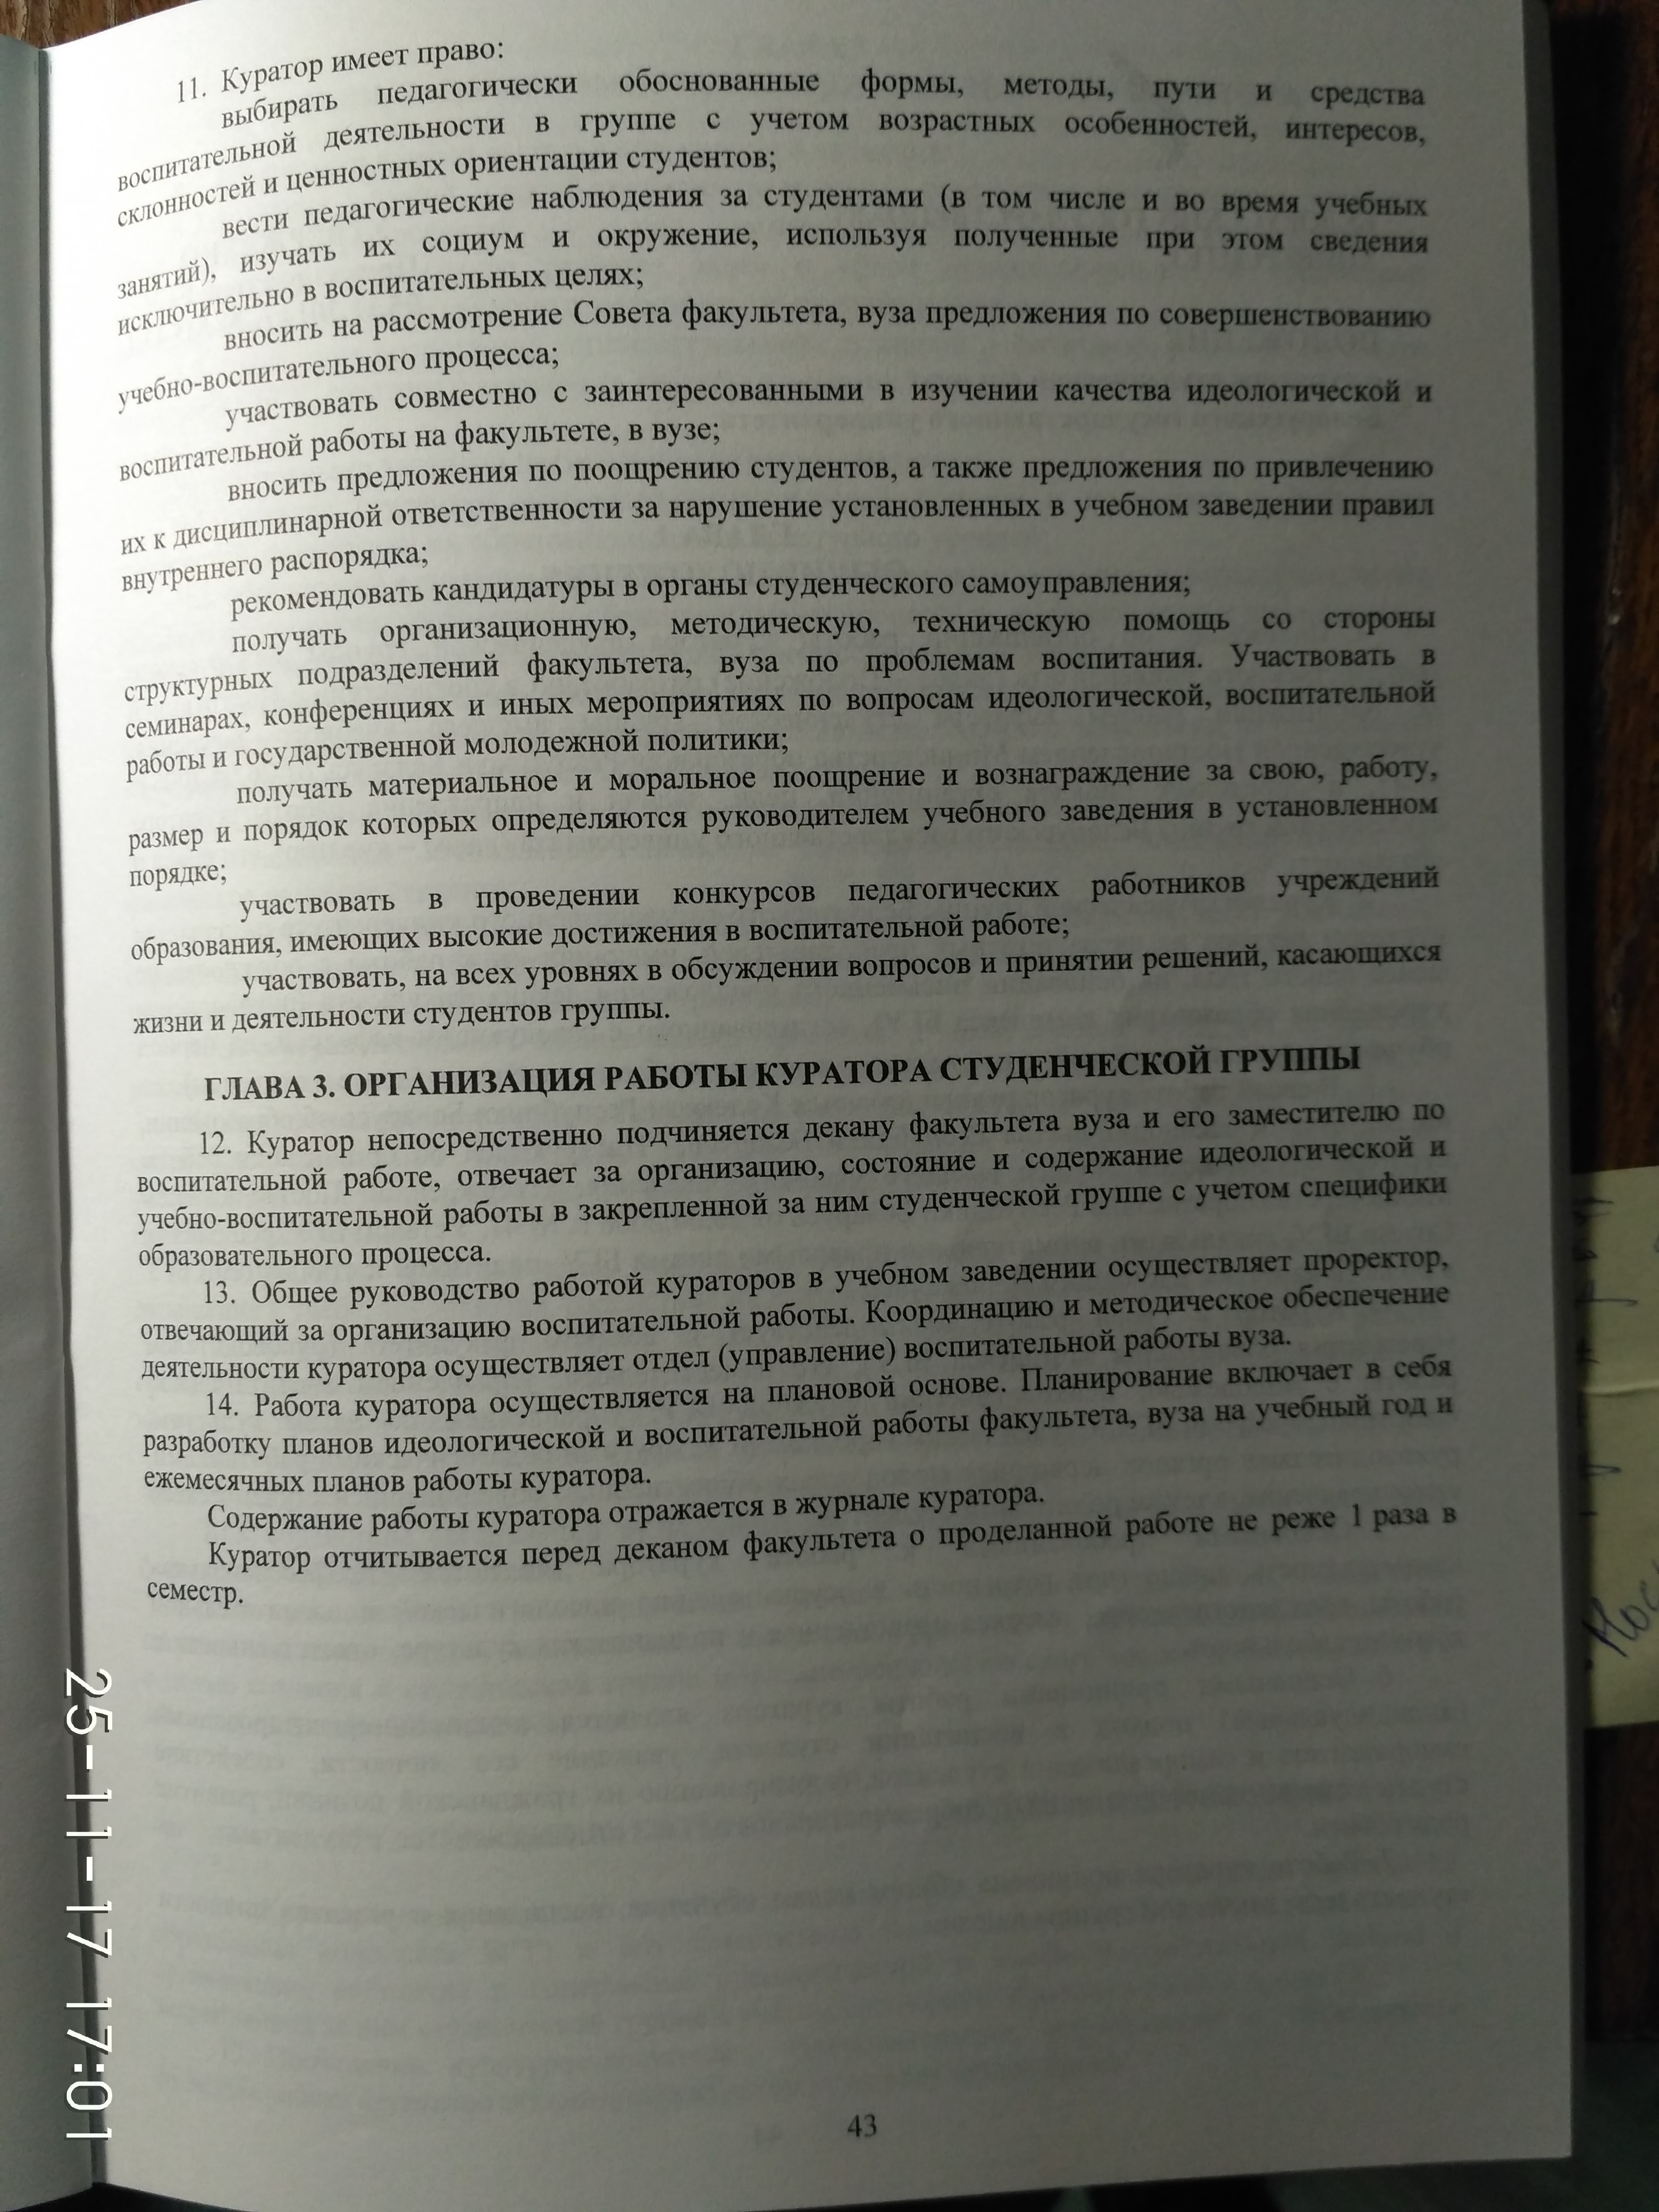 11. Куратор имеет право:
выбирать педагогически обоснованные формы, методы, пути и средства
воспитательной деятельности в группе с учетом возрастных особенностей, интересов,
склонностей и ценностных ориентации студентов;
вести педагогические наблюдения за студентами (в том числе и во время учебных
занятий), изучать их социум и окружение, используя полученные при этом сведения
исключительно в воспитательных целях;
вносить на рассмотрение Совета факультета, вуза предложения по совершенствованию
учебно-воспитательного процесса;
участвовать совместно с заинтересованными в изучении качества идеологической и
воспитательной работы на факультете, в вузе;
вносить предложения по поощрению студентов, а также предложения по привлечению
их к дисциплинарной ответственности за нарушение установленных в учебном заведении правил
внутреннего распорядка;
рекомендовать кандидатуры в органы студенческого самоуправления;
получать организационную, методическую, техническую помощь со стороны
структурных подразделений факультета, вуза по проблемам воспитания. Участвовать в
семинарах, конференциях и иных мероприятиях по вопросам идеологической, воспитательной
работы и государственной молодежной политики;
получать материальное и моральное поощрение и вознаграждение за свою, работу,
размер и порядок которых определяются руководителем учебного заведения в установленном
порядке;
участвовать в проведении конкурсов педагогических работников учреждений
образования, имеющих высокие достижения в воспитательной работе;
участвовать, на всех уровнях в обсуждении вопросов и принятии решений, касающихся
жизни и деятельности студентов группы.
ГЛАВА 3. ОРГАНИЗАЦИЯ РАБОТЫ КУРАТОРА СТУДЕНЧЕСКОЙ ГРУППЫ
12. Куратор непосредственно подчиняется декану факультета вуза и его заместителю по
воспитательной работе, отвечает за организацию, состояние и содержание идеологической и
учебно-воспитательной работы в закрепленной за ним студенческой группе с учетом специфики
образовательного процесса.
13. Общее руководство работой кураторов в учебном заведении осуществляет проректор,
отвечающий за организацию воспитательной работы. Координацию и методическое обеспечение
деятельности куратора осуществляет отдел (управление) воспитательной работы вуза.
14. Работа куратора осуществляется на плановой основе. Планирование включает в себя
разработку планов идеологической и воспитательной работы факультета, вуза на учебный год и
ежемесячных планов работы куратора.
Содержание работы куратора отражается в журнале куратора.
Куратор отчитывается перед деканом факультета о проделанной работе не реже 1 раза в
семестр.
43
25-11-17 17:01